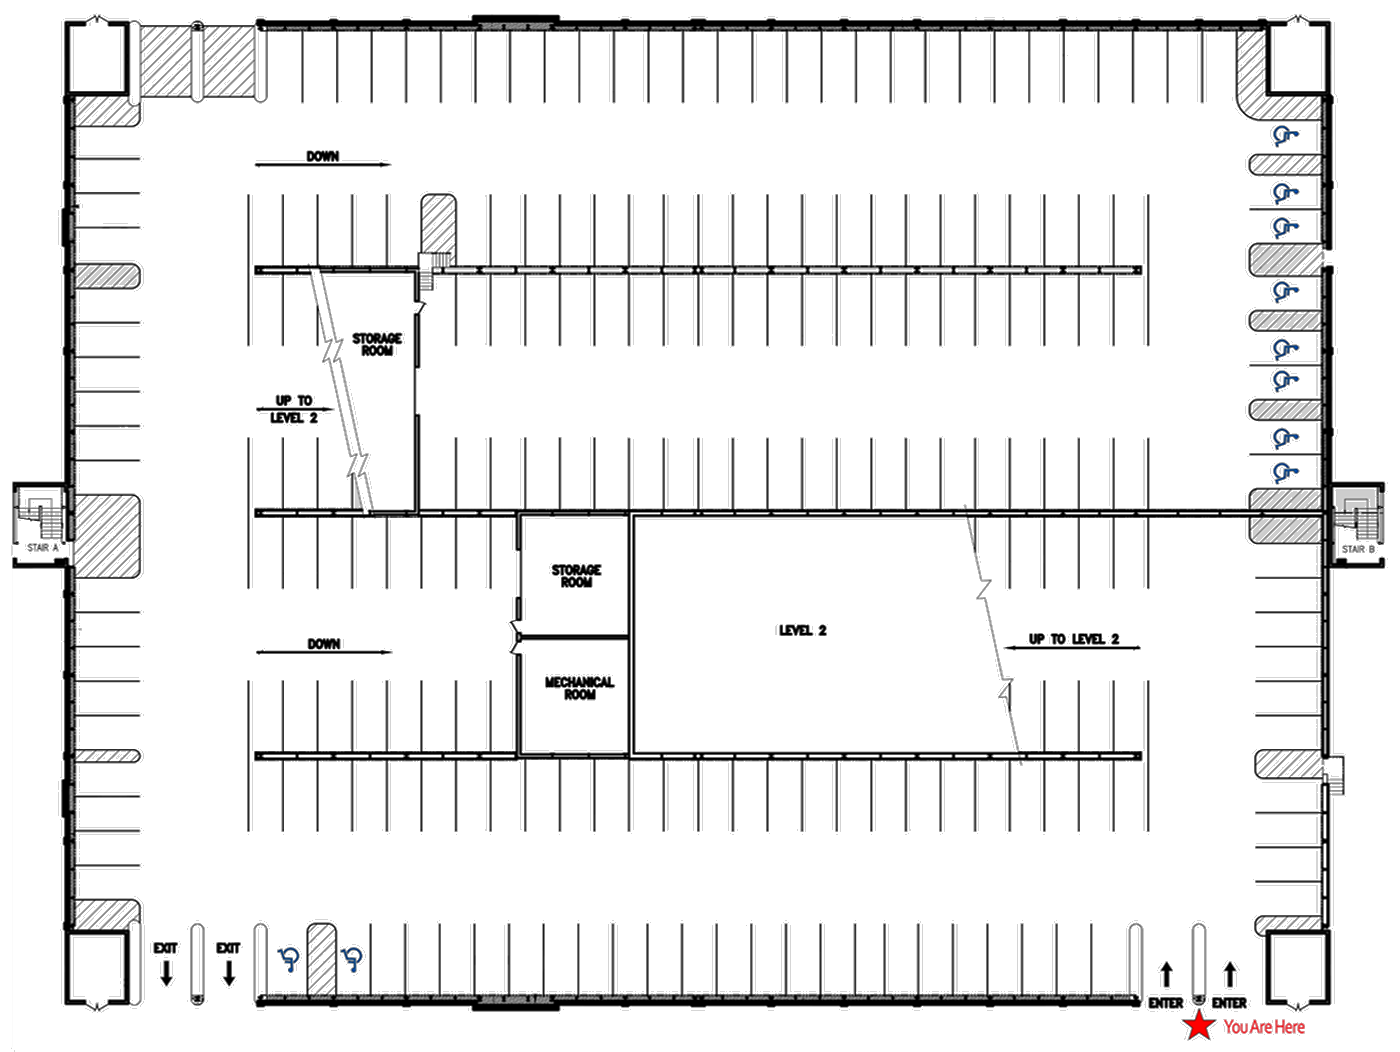 DOWN
STORAGE
ROOM
UP TO
LEVEL 2
STAIR A
STAIR B
STORAGE
ROOM
LEVEL 2
UP TO LEVEL 2
DOWN
MECHANICAL
ROOM
EXIT
EXIT
ENTER
ENTER
You Are Here